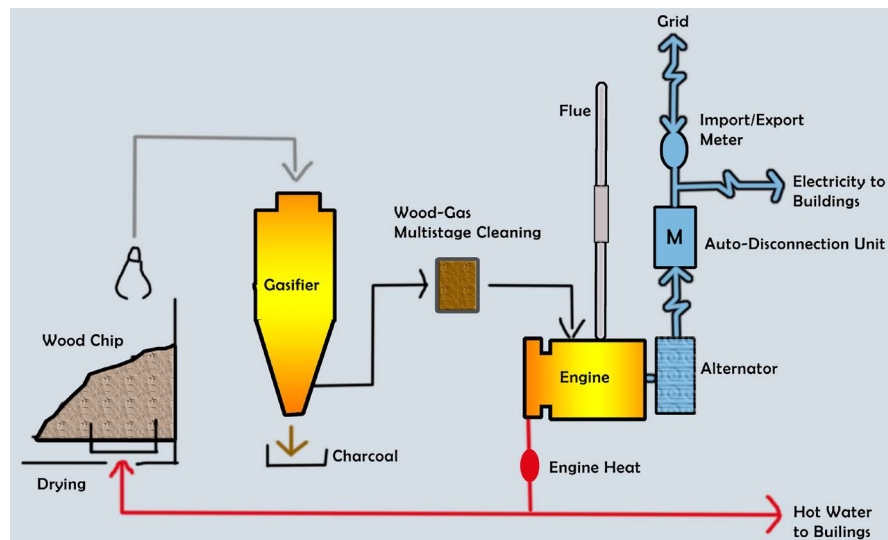 Grid
Flue
Import/Export
Meter
Electricity to
Buildings
Wood-Gas
Multistage Cleaning
M
Auto-Disconnection Unit
Gasifier
Wood Chip
Engine
Alternator
Charcoal
Engine Heat
Drying
Hot Water
to Builings